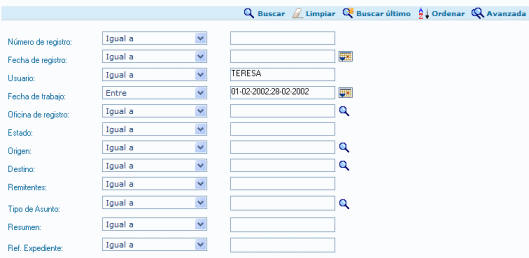 Buscar Limpiar Buscar último Ordenar Avanzada
Número de registro: Igual a
Fecha de registro: Igual a
Usuario: Igual a TERESA
Fecha de trabajo: Entre 01-02-2002;28-02-2002
Oficina de registro: Igual a
Estado: Igual a
Origen: Igual a
Destino: Igual a
Remitentes: Igual a
Tipo de Asunto: Igual a
Resumen: Igual a
Ref. Expediente: Igual a